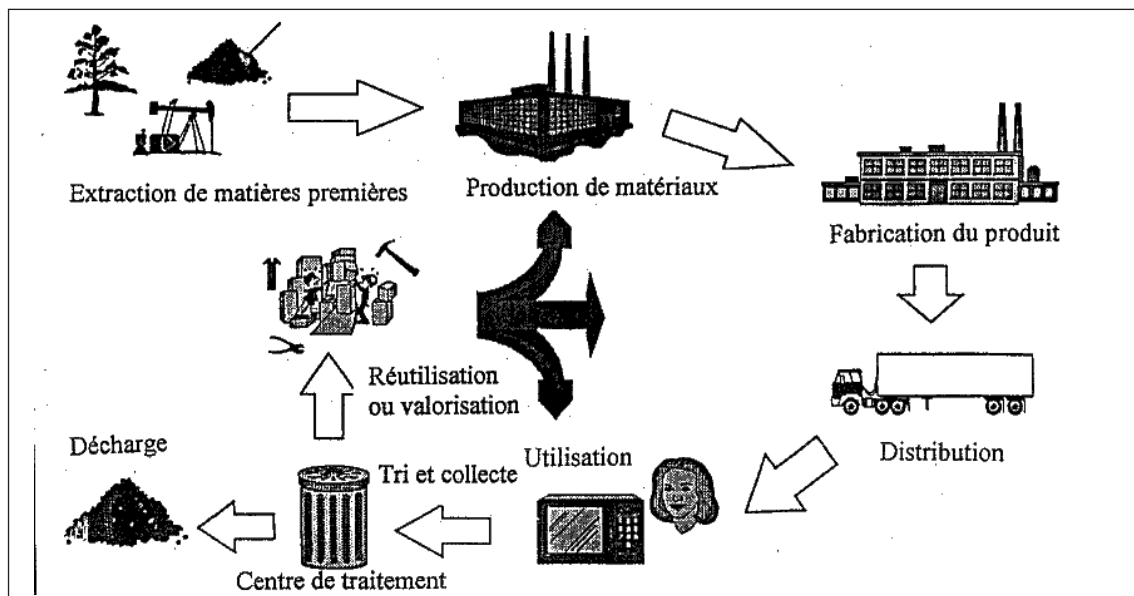 Extraction de matières premières
Production de matériaux
Fabrication du produit
Distribution
Utilisation
Tri et collecte
Centre de traitement
Réutilisation
ou valorisation
Décharge